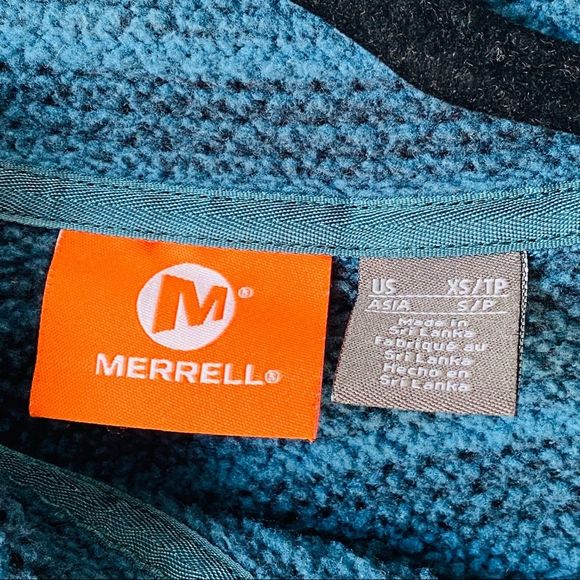 M®
MERRELL®
US XS/TP
ASIA S/P
Made in
Sri Lanka
Fabriqué au
Sri Lanka
Hecho en
Sri Lanka